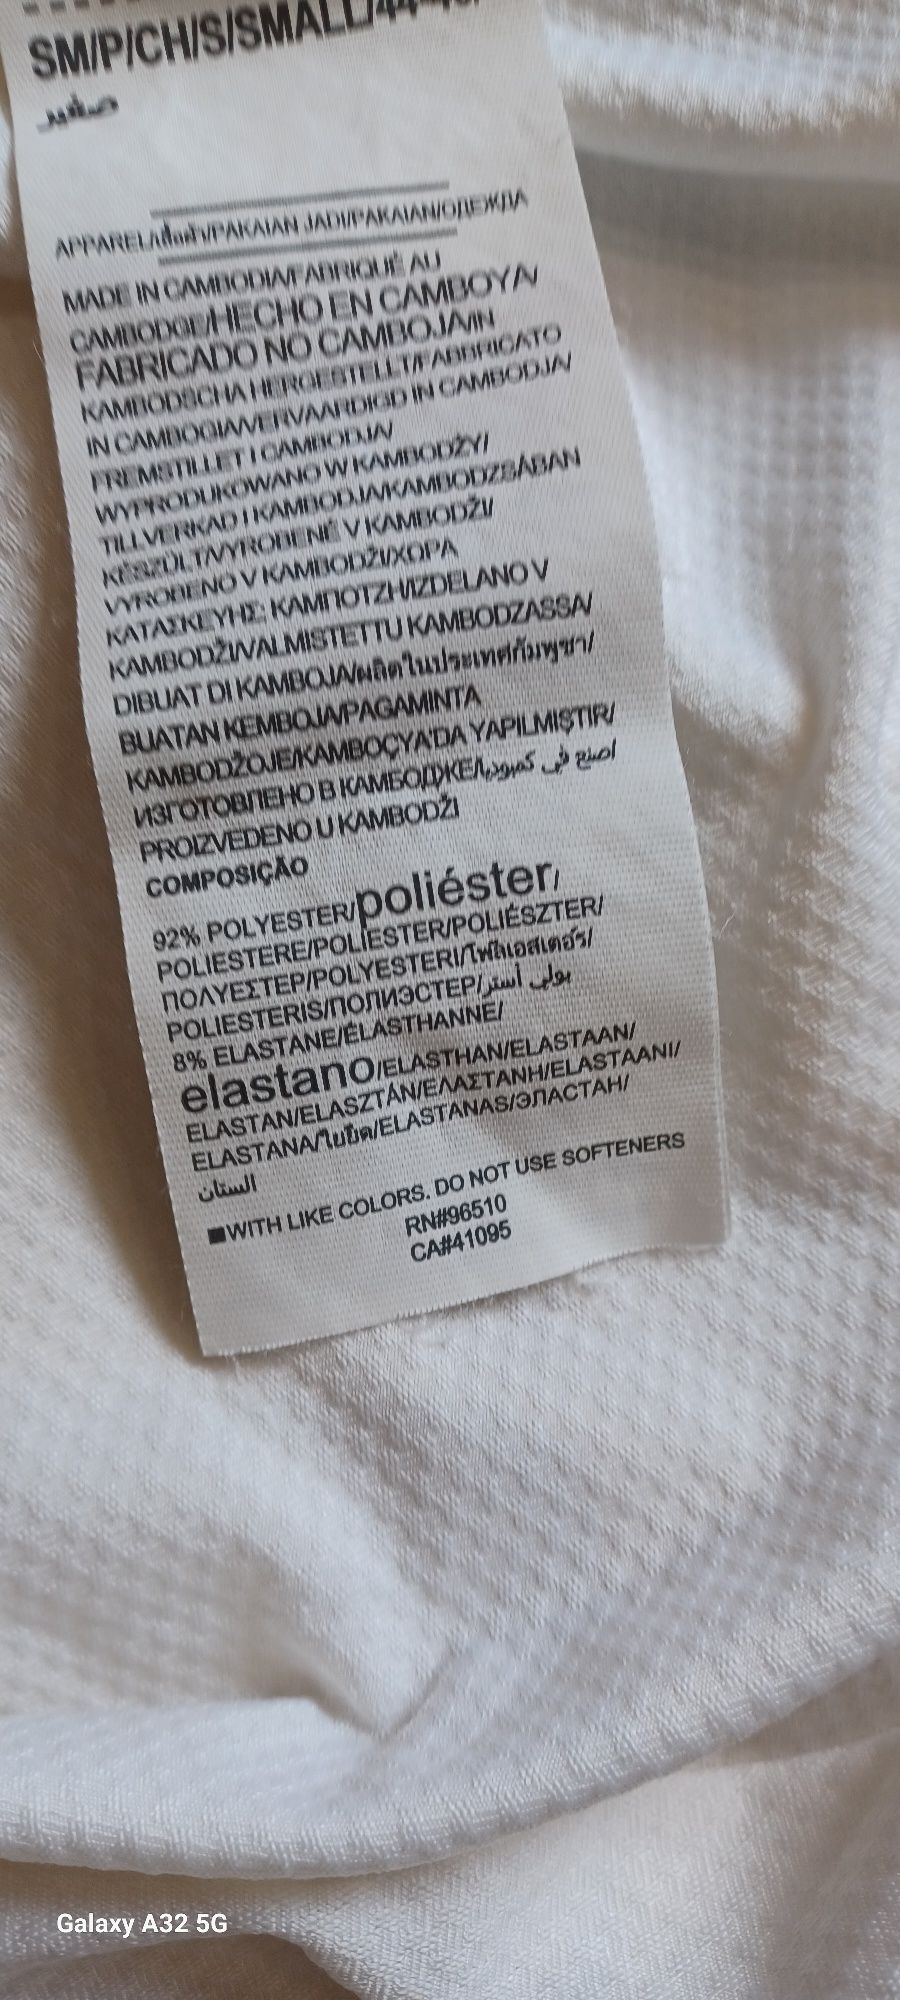 SM/P/CH/S/SMALL/44-46/
صغير
APPAREL/เสื้อผ้า/PAKAIAN JADI/PAKAIAN/ОДЕЖДА
MADE IN CAMBODIA/FABRIQUÉ AU
CAMBODGE/HECHO EN CAMBOYA/
FABRICADO NO CAMBOJA/IN
KAMBODSCHA HERGESTELLT/FABBRICATO
IN CAMBOGIA/VERVAARDIGD IN CAMBODJA/
FREMSTILLET I CAMBODJA/
WYPRODUKOWANO W KAMBODŻY/
TILLVERKAD I KAMBODJA/KAMBODZSÁBAN
KÉSZÜLT/VYROBENÉ V KAMBODŽI/
VYROBENO V KAMBODŽI/ΧΩΡΑ
ΚΑΤΑΣΚΕΥΗΣ: ΚΑΜΠΟΤΖΗ/IZDELANO V
KAMBODŽI/VALMISTETTU KAMBODZASSA/
DIBUAT DI KAMBOJA/ผลิตในประเทศกัมพูชา/
BUATAN KEMBOJA/PAGAMINTA
KAMBODŽOJE/KAMBOÇYA'DA YAPILMIŞTIR/
ИЗГОТОВЛЕНО В КАМБОДЖЕ/اصنع في كمبوديا
PROIZVEDENO U KAMBODŽI
COMPOSIÇÃO
92% POLYESTER/poliéster/
POLIESTERE/POLÍESTER/POLIÉSZTER/
ΠΟΛΥΕΣΤΕΡ/POLYESTERI/โพลีเอสเตอร์/
POLIESTERIS/ПОЛИЭСТЕР/بولي أستر
8% ELASTANE/ÉLASTHANNE/
elastano/ELASTHAN/ELASTAAN/
ELASTAN/ELASZTÁN/ΕΛΑΣΤΑΝΗ/ELASTAANI/
ELASTANA/ใยยืด/ELASTANAS/ЭЛАСТАН/
الستان
■WITH LIKE COLORS. DO NOT USE SOFTENERS
RN#96510
CA#41095
Galaxy A32 5G